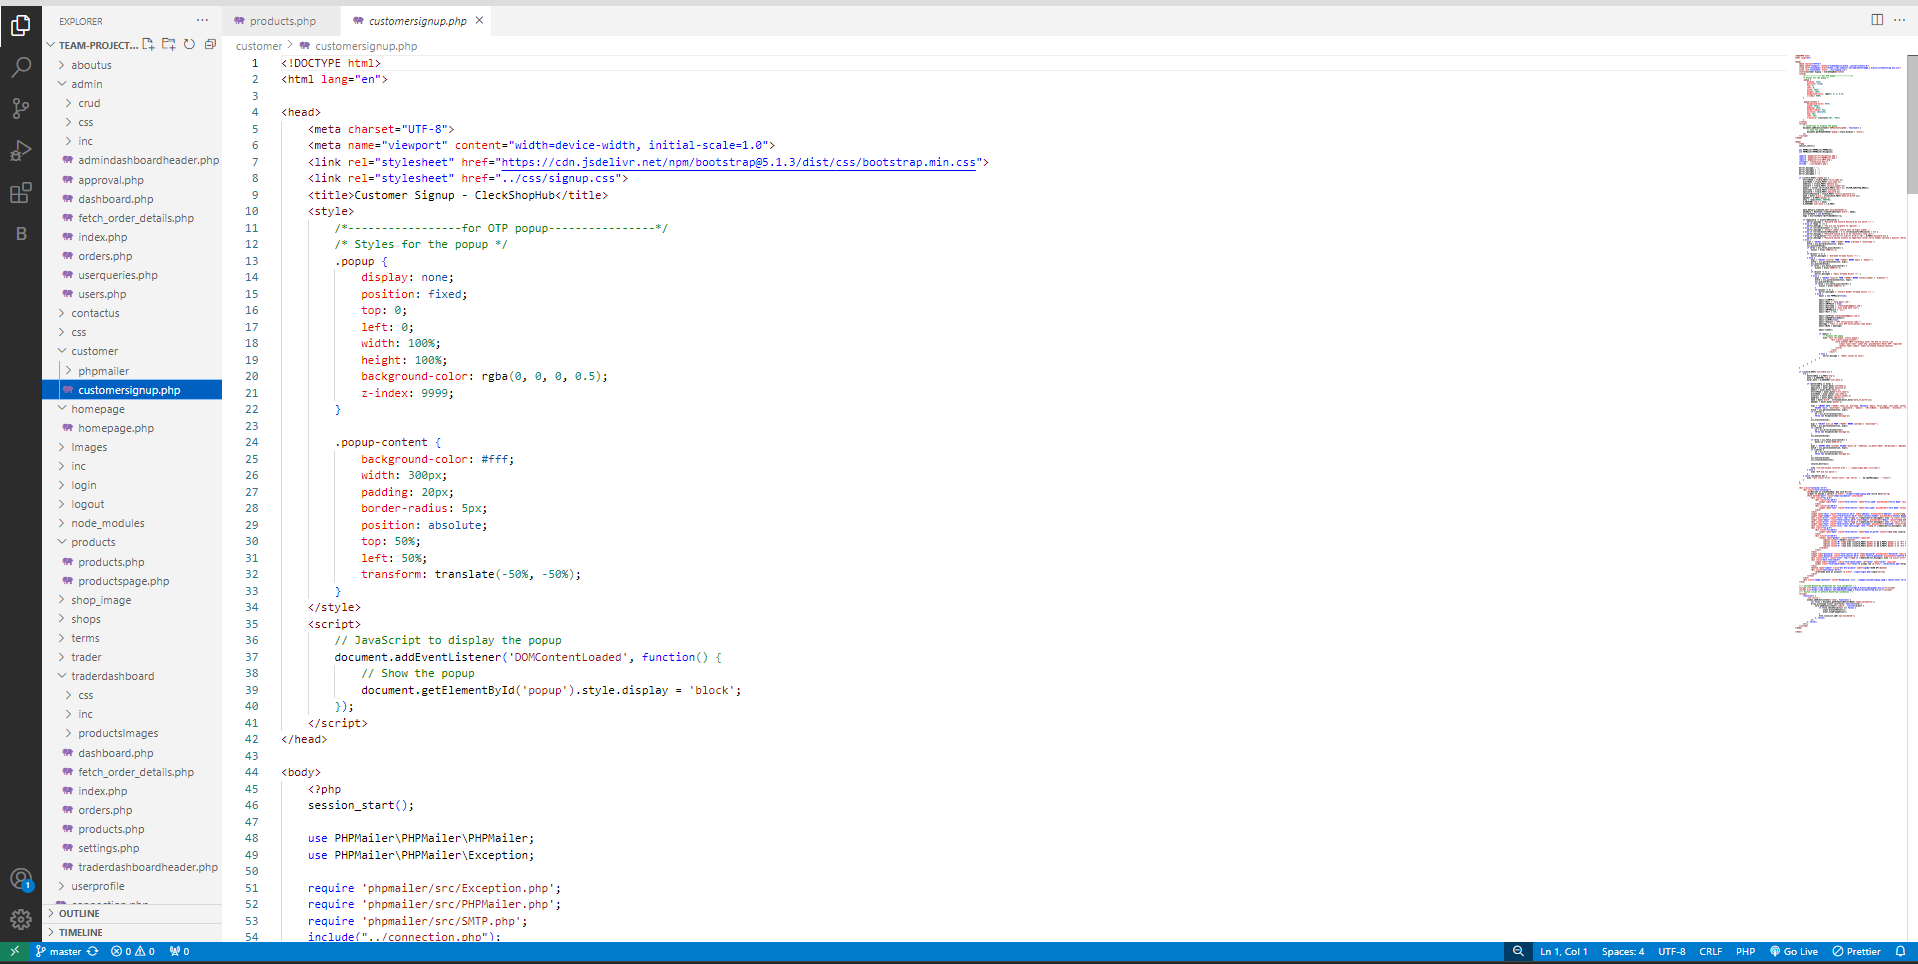 EXPLORER
TEAM-PROJECT...
aboutus
admin
crud
css
inc
admindashboardheader.php
approval.php
dashboard.php
fetch_order_details.php
index.php
orders.php
userqueries.php
users.php
contactus
css
customer
phpmailer
customersignup.php
homepage
homepage.php
Images
inc
login
logout
node_modules
products
products.php
productspage.php
shop_image
shops
terms
trader
traderdashboard
css
inc
productsImages
dashboard.php
fetch_order_details.php
index.php
orders.php
products.php
settings.php
traderdashboardheader.php
userprofile
connection.php
OUTLINE
TIMELINE
products.php
customersignup.php
customer > customersignup.php
1 <!DOCTYPE html>
2 <html lang="en">
3
4 <head>
5 <meta charset="UTF-8">
6 <meta name="viewport" content="width=device-width, initial-scale=1.0">
7 <link rel="stylesheet" href="https://cdn.jsdelivr.net/npm/bootstrap@5.1.3/dist/css/bootstrap.min.css">
8 <link rel="stylesheet" href="../css/signup.css">
9 <title>Customer Signup - CleckShopHub</title>
10 <style>
11 /*-----------------for OTP popup----------------*/
12 /* Styles for the popup */
13 .popup {
14 display: none;
15 position: fixed;
16 top: 0;
17 left: 0;
18 width: 100%;
19 height: 100%;
20 background-color: rgba(0, 0, 0, 0.5);
21 z-index: 9999;
22 }
23
24 .popup-content {
25 background-color: #fff;
26 width: 300px;
27 padding: 20px;
28 border-radius: 5px;
29 position: absolute;
30 top: 50%;
31 left: 50%;
32 transform: translate(-50%, -50%);
33 }
34 </style>
35 <script>
36 // JavaScript to display the popup
37 document.addEventListener('DOMContentLoaded', function() {
38 // Show the popup
39 document.getElementById('popup').style.display = 'block';
40 });
41 </script>
42 </head>
43
44 <body>
45 <?php
46 session_start();
47
48 use PHPMailer\PHPMailer\PHPMailer;
49 use PHPMailer\PHPMailer\Exception;
50
51 require 'phpmailer/src/Exception.php';
52 require 'phpmailer/src/PHPMailer.php';
53 require 'phpmailer/src/SMTP.php';
54 include("../connection.php");
B
1
master 0 0 0
Ln 1, Col 1 Spaces: 4 UTF-8 CRLF PHP Go Live Prettier